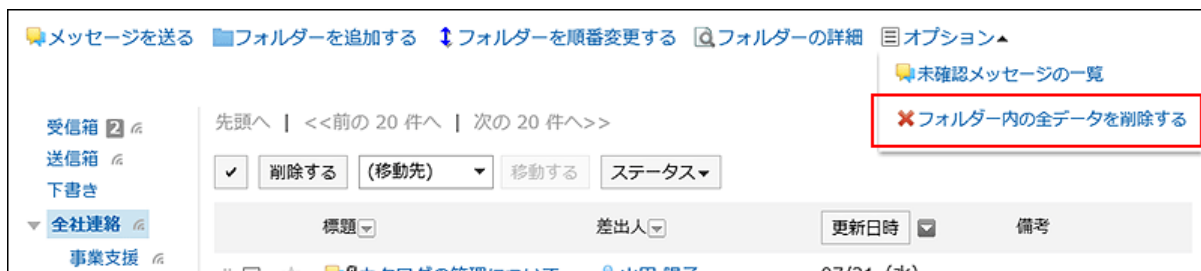 メッセージを送る フォルダーを追加する フォルダーを順番変更する フォルダーの詳細 オプション▲
未確認メッセージの一覧
フォルダー内の全データを削除する
受信箱 2
送信箱
下書き
全社連絡
事業支援
先頭へ | <<前の 20 件へ | 次の 20 件へ>>
削除する (移動先) 移動する ステータス▼
標題 差出人 更新日時 備考